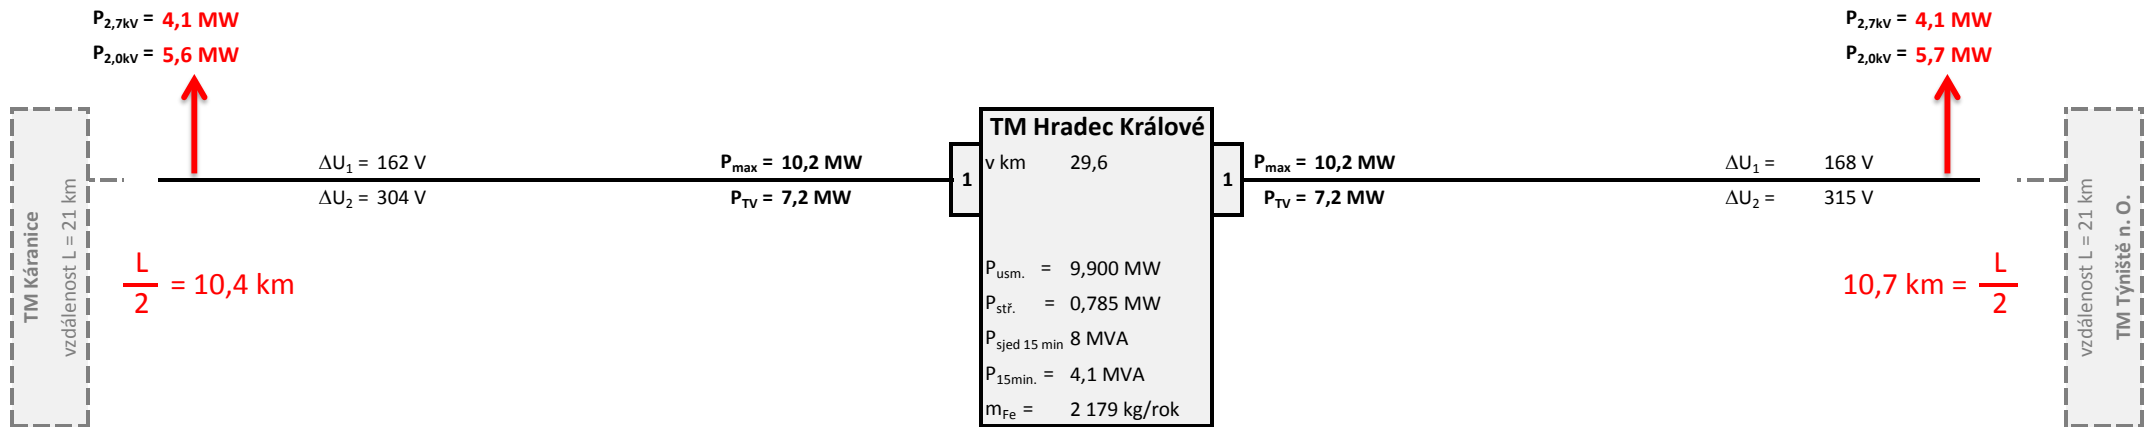 P2,7kV = 4,1 MW
P2,0kV = 5,6 MW
P2,7kV = 4,1 MW
P2,0kV = 5,7 MW
TM Káranice
vzdálenost L = 21 km
ΔU1 = 162 V
ΔU2 = 304 V
L
2
= 10,4 km
Pmax = 10,2 MW
PTV = 7,2 MW
1
TM Hradec Králové
v km 29,6
Pusm. = 9,900 MW
Pstř. = 0,785 MW
Psjed 15 min 8 MVA
P15min. = 4,1 MVA
mFe = 2 179 kg/rok
1
Pmax = 10,2 MW
PTV = 7,2 MW
ΔU1 = 168 V
ΔU2 = 315 V
10,7 km =
L
2
vzdálenost L = 21 km
TM Týniště n. O.